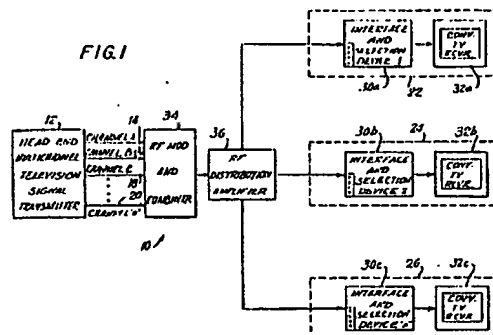 FIG.1
12
HEAD END
MULTICHANNEL
TELEVISION
SIGNAL
TRANSMITTER
14
CHANNEL A
CHANNEL B
CHANNEL C
18
20
CHANNEL "n"
34
RF MOD
AND
COMBINER
10
36
RF
DISTRIBUTION
AMPLIFIER
INTERFACE
AND
SELECTION
DEVICE 1
30a
22
CONV.
TV
RCVR.
32a
30b
24
32b
INTERFACE
AND
SELECTION
DEVICE 2
CONV.
TV
RCVR.
30c
26
32c
INTERFACE
AND
SELECTION
DEVICE "n"
CONV.
TV
RCVR.